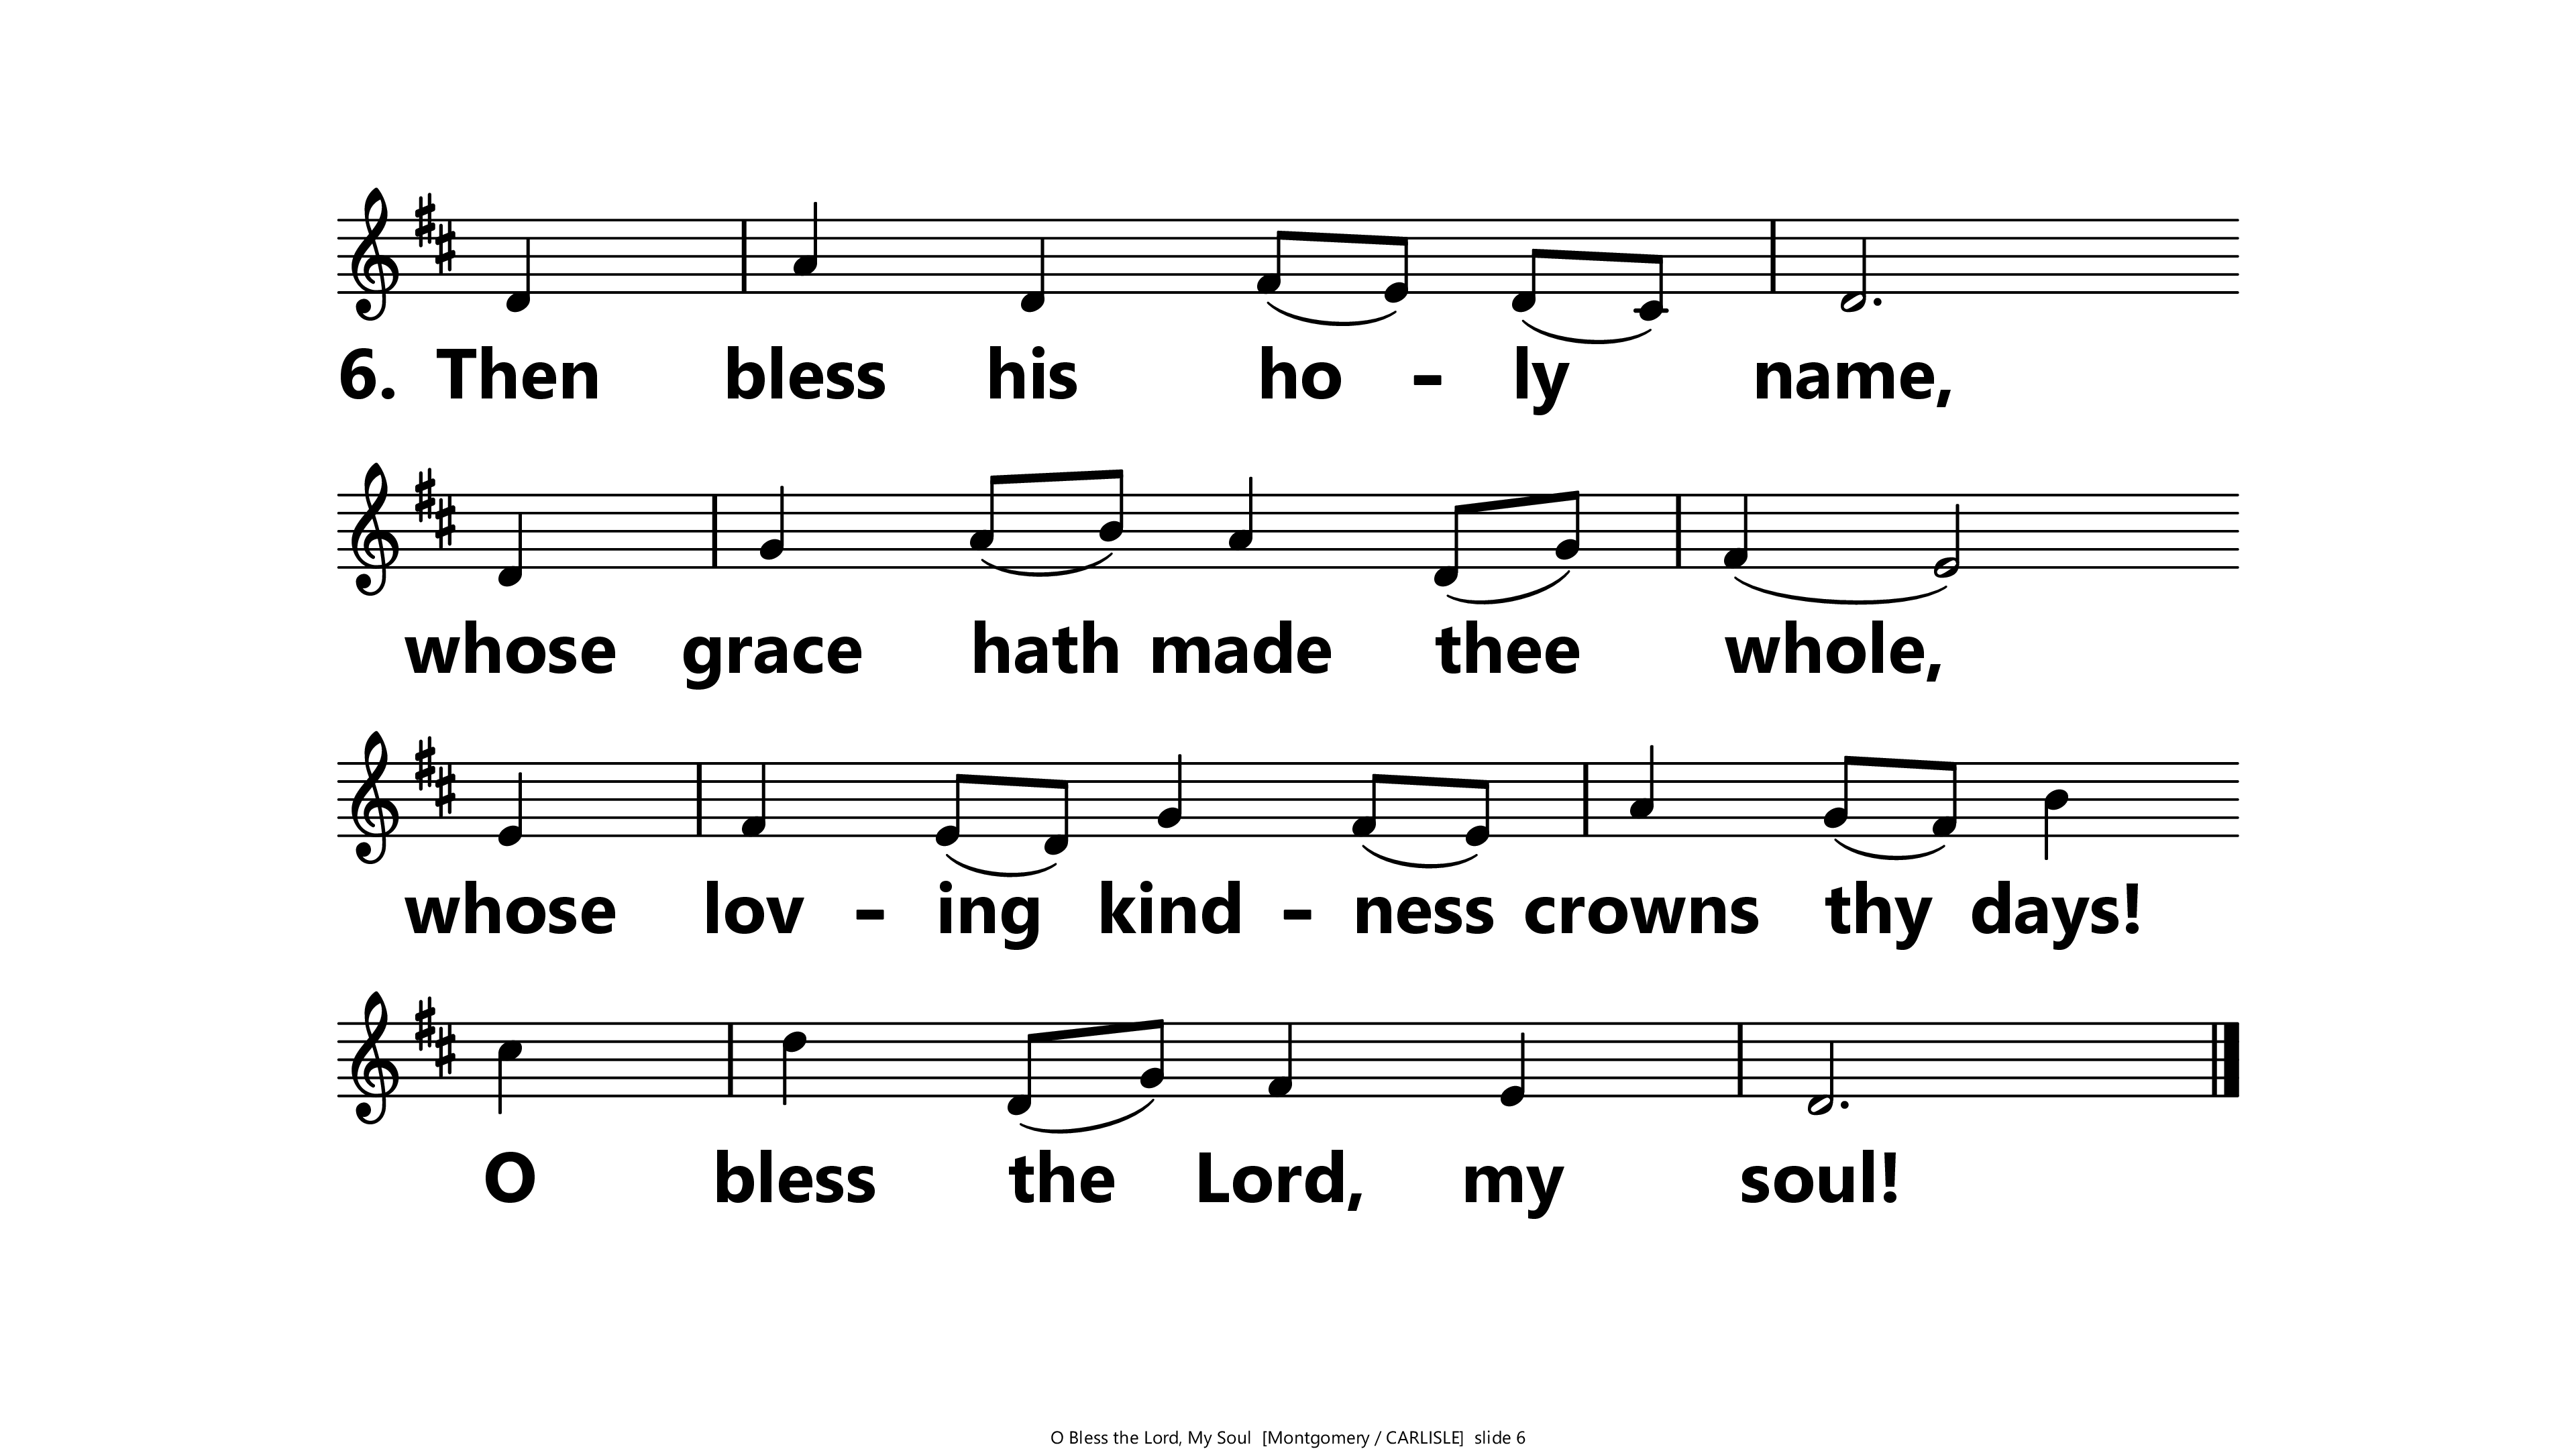 6. Then bless his ho - ly name,
whose grace hath made thee whole,
whose lov - ing kind - ness crowns thy days!
O bless the Lord, my soul!
O Bless the Lord, My Soul [Montgomery / CARLISLE] slide 6